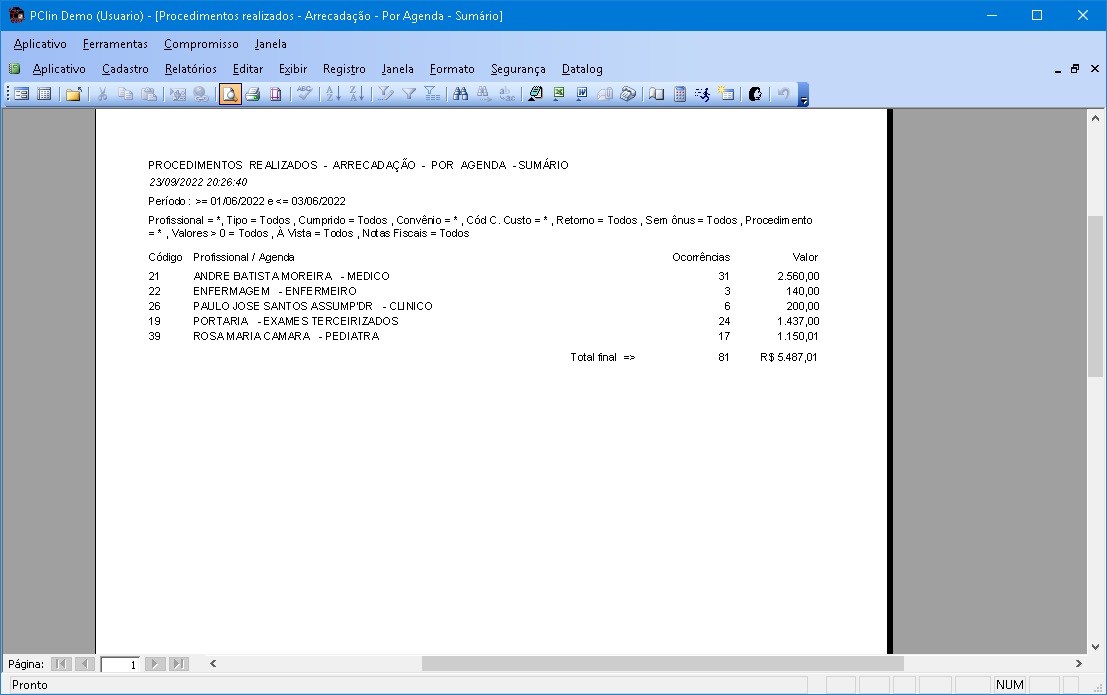 PClin Demo (Usuario) - [Procedimentos realizados - Arrecadação - Por Agenda - Sumário]
Aplicativo Ferramentas Compromisso Janela
Aplicativo Cadastro Relatórios Editar Exibir Registro Janela Formato Segurança Datalog
PROCEDIMENTOS REALIZADOS - ARRECADAÇÃO - POR AGENDA - SUMÁRIO
23/09/2022 20:26:40
Período : >= 01/06/2022 e <= 03/06/2022
Profissional = *, Tipo = Todos , Cumprido = Todos , Convênio = * , Cód C. Custo = * , Retorno = Todos , Sem ônus = Todos , Procedimento
= * , Valores > 0 = Todos , À Vista = Todos , Notas Fiscais = Todos
Código Profissional / Agenda Ocorrências Valor
21 ANDRE BATISTA MOREIRA - MEDICO 31 2.560,00
22 ENFERMAGEM - ENFERMEIRO 3 140,00
26 PAULO JOSE SANTOS ASSUMP'DR - CLINICO 6 200,00
19 PORTARIA - EXAMES TERCEIRIZADOS 24 1.437,00
39 ROSA MARIA CAMARA - PEDIATRA 17 1.150,01
Total final => 81 R$ 5.487,01
Página: 1
Pronto NUM